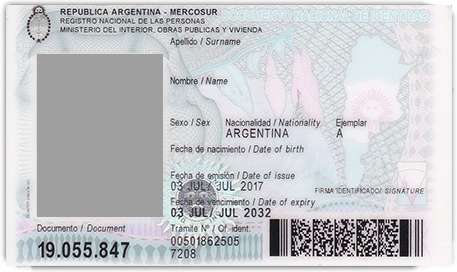 REPUBLICA ARGENTINA - MERCOSUR
REGISTRO NACIONAL DE LAS PERSONAS
MINISTERIO DEL INTERIOR, OBRAS PUBLICAS Y VIVIENDA
DOCUMENTO NACIONAL DE IDENTIDAD
Apellido / Surname
Nombre / Name
Sexo / Sex Nacionalidad / Nationality Ejemplar
ARGENTINA A
Fecha de nacimiento / Date of birth
Fecha de emisión / Date of issue
03 JUL/ JUL 2017
FIRMA IDENTIFICADO/ SIGNATURE
Fecha de vencimiento / Date of expiry
03 JUL/ JUL 2032
Documento / Document
19.055.847
Trámite N° / Of. ident.
00501862505
7208